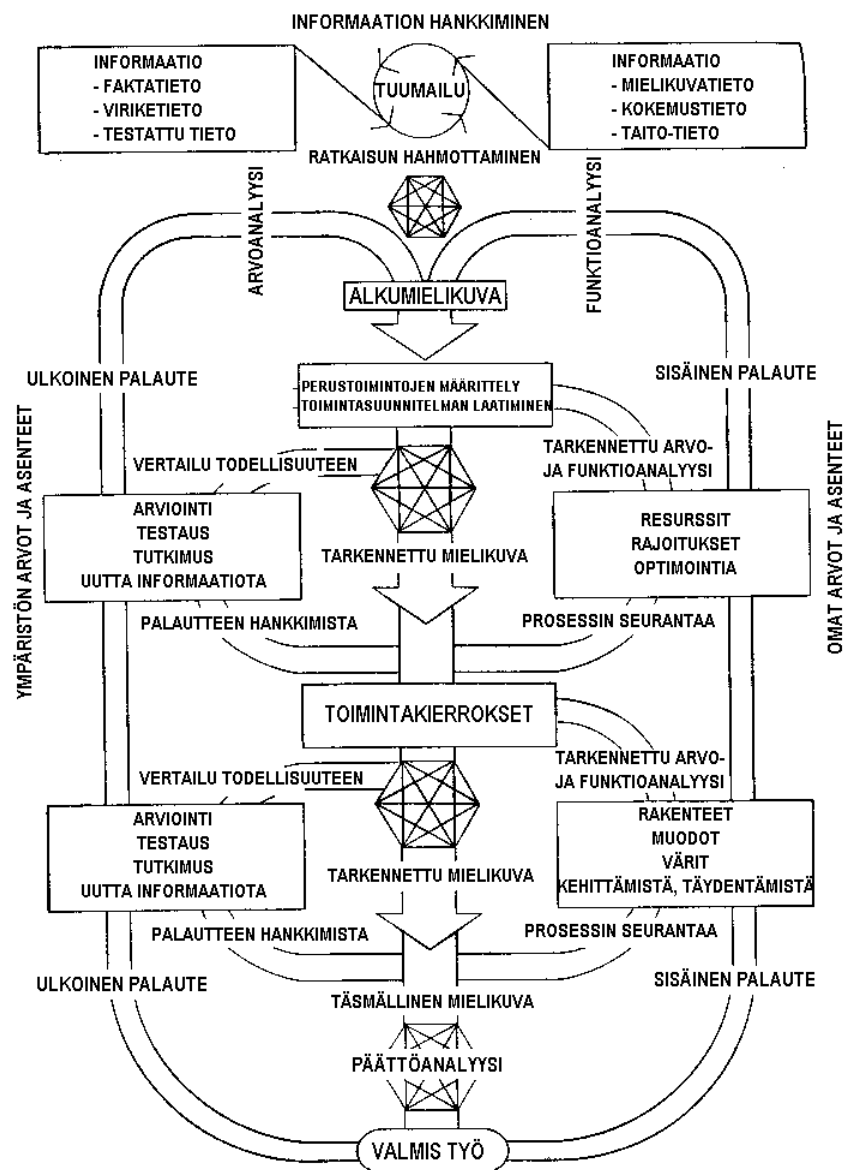 INFORMAATION HANKKIMINEN
INFORMAATIO
- FAKTATIETO
- VIRIKETIETO
- TESTATTU TIETO
TUUMAILU
INFORMAATIO
- MIELIKUVATIETO
- KOKEMUSTIETO
- TAITO-TIETO
RATKAISUN HAHMOTTAMINEN
ARVOANALYYSI
FUNKTIOANALYYSI
ALKUMIELIKUVA
ULKOINEN PALAUTE
SISÄINEN PALAUTE
PERUSTOIMINTOJEN MÄÄRITTELY
TOIMINTASUUNNITELMAN LAATIMINEN
YMPÄRISTÖN ARVOT JA ASENTEET
OMAT ARVOT JA ASENTEET
VERTAILU TODELLISUUTEEN
TARKENNETTU ARVO-
JA FUNKTIOANALYYSI
ARVIOINTI
TESTAUS
TUTKIMUS
UUTTA INFORMAATIOTA
TARKENNETTU MIELIKUVA
RESURSSIT
RAJOITUKSET
OPTIMOINTIA
PALAUTTEEN HANKKIMISTA
PROSESSIN SEURANTAA
TOIMINTAKIERROKSET
VERTAILU TODELLISUUTEEN
TARKENNETTU ARVO-
JA FUNKTIOANALYYSI
ARVIOINTI
TESTAUS
TUTKIMUS
UUTTA INFORMAATIOTA
TARKENNETTU MIELIKUVA
RAKENTEET
MUODOT
VÄRIT
KEHITTÄMISTÄ, TÄYDENTÄMISTÄ
PALAUTTEEN HANKKIMISTA
PROSESSIN SEURANTAA
ULKOINEN PALAUTE
SISÄINEN PALAUTE
TÄSMÄLLINEN MIELIKUVA
PÄÄTTÖANALYYSI
VALMIS TYÖ